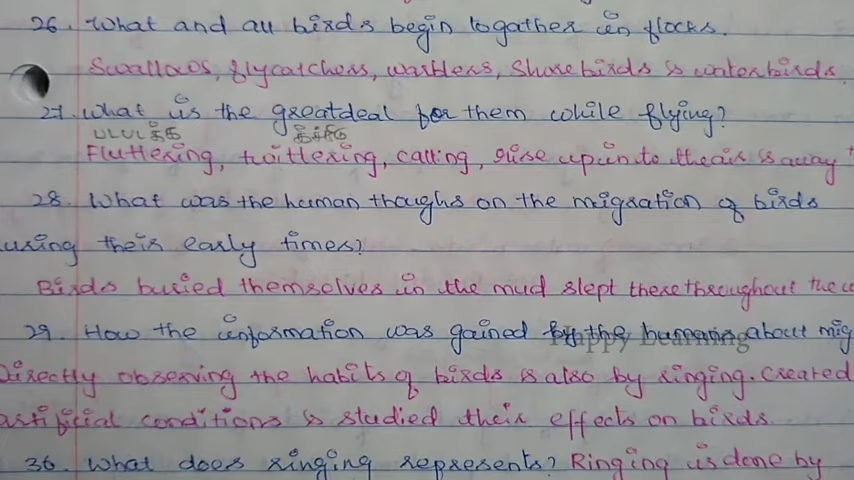 26. What and all birds begin togather in flocks.
Swallows, flycatchers, warblers, Shore birds & waterbirds
27. What is the greatdeal for them while flying?
Fluttering, twittering, calling, rise up in to the air & away
28. What was the human thoughs on the migration of birds
using their early times?
Birds buried themselves in the mud slept there throughout the
29. How the information was gained by the humans about mig
Directly observing the habits of birds & also by ringing. Created
artificial conditions & studied their effects on birds.
30. What does ringing represents? Ringing is done by